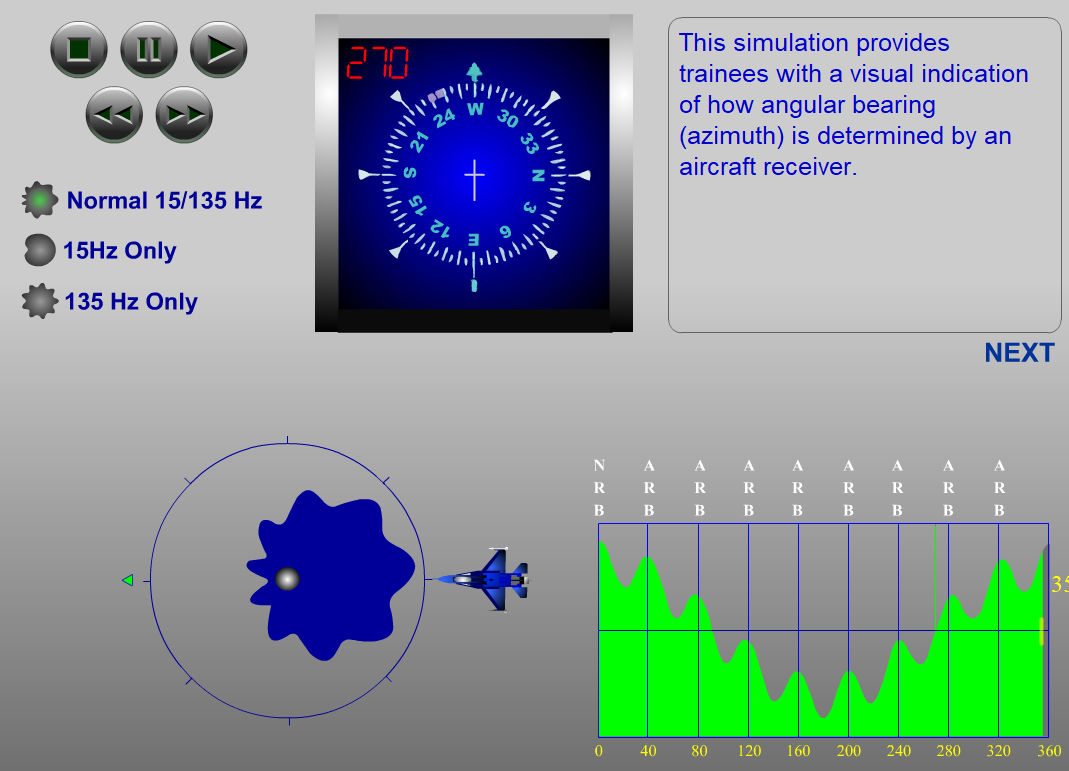 270
W
24
30
21
33
S
N
15
3
12
6
E
This simulation provides
trainees with a visual indication
of how angular bearing
(azimuth) is determined by an
aircraft receiver.
Normal 15/135 Hz
15Hz Only
135 Hz Only
NEXT
N A A A A A A A A
R R R R R R R R R
B B B B B B B B B
35
0 40 80 120 160 200 240 280 320 360